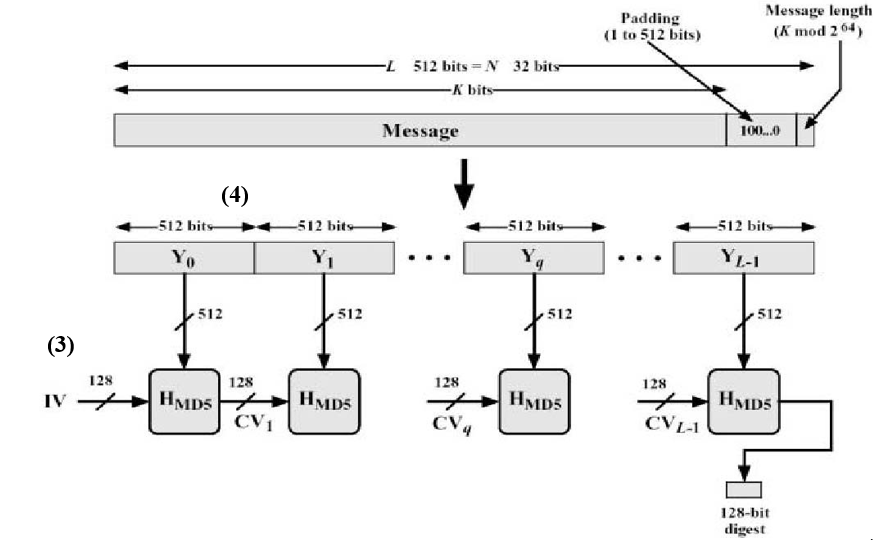 Padding
(1 to 512 bits)
Message length
(K mod 2^64)
L 512 bits = N 32 bits
K bits
Message
100...0
(4)
512 bits
512 bits
512 bits
512 bits
Y0
Y1
• • •
Yq
• • •
YL-1
512
512
512
512
(3)
IV
128
HMD5
128
CV1
HMD5
128
CVq
HMD5
128
CVL-1
HMD5
128-bit
digest